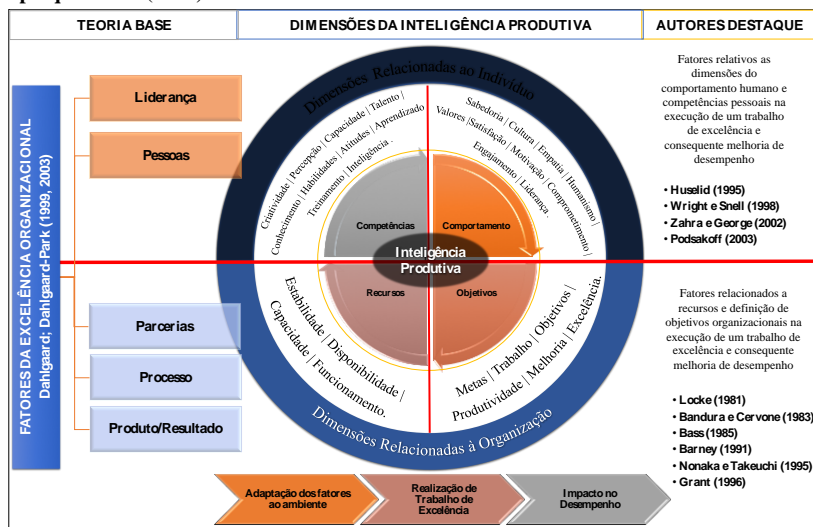 TEORIA BASE
DIMENSÕES DA INTELIGÊNCIA PRODUTIVA
AUTORES DESTAQUE
FATORES DA EXCELÊNCIA ORGANIZACIONAL
Dahlgaard; Dahlgaard-Park (1999, 2003)
Liderança
Pessoas
Parcerias
Processo
Produto/Resultado
Dimensões Relacionadas ao Indivíduo
Criatividade | Percepção | Capacidade | Talento |
Conhecimento | Habilidades | Atitudes | Aprendizado
Treinamento | Inteligência .
Sabedoria | Cultura | Empatia | Humanismo |
Valores |Satisfação | Motivação | Comprometimento |
Engajamento | Liderança .
Competências
Comportamento
Inteligência
Produtiva
Recursos
Objetivos
Estabilidade | Disponibilidade |
Capacidade | Funcionamento.
Metas | Trabalho | Objetivos |
Produtividade | Melhoria | Excelência.
Dimensões Relacionadas à Organização
Fatores relativos as
dimensões do
comportamento humano e
competências pessoais na
execução de um trabalho
de excelência e
consequente melhoria de
desempenho
• Huselid (1995)
• Wright e Snell (1998)
• Zahra e George (2002)
• Podsakoff (2003)
Fatores relacionados a
recursos e definição de
objetivos organizacionais na
execução de um trabalho de
excelência e consequente
melhoria de desempenho
• Locke (1981)
• Bandura e Cervone (1983)
• Bass (1985)
• Barney (1991)
• Nonaka e Takeuchi (1995)
• Grant (1996)
Adaptação dos fatores
ao ambiente
Realização de
Trabalho de
Excelência
Impacto no
Desempenho